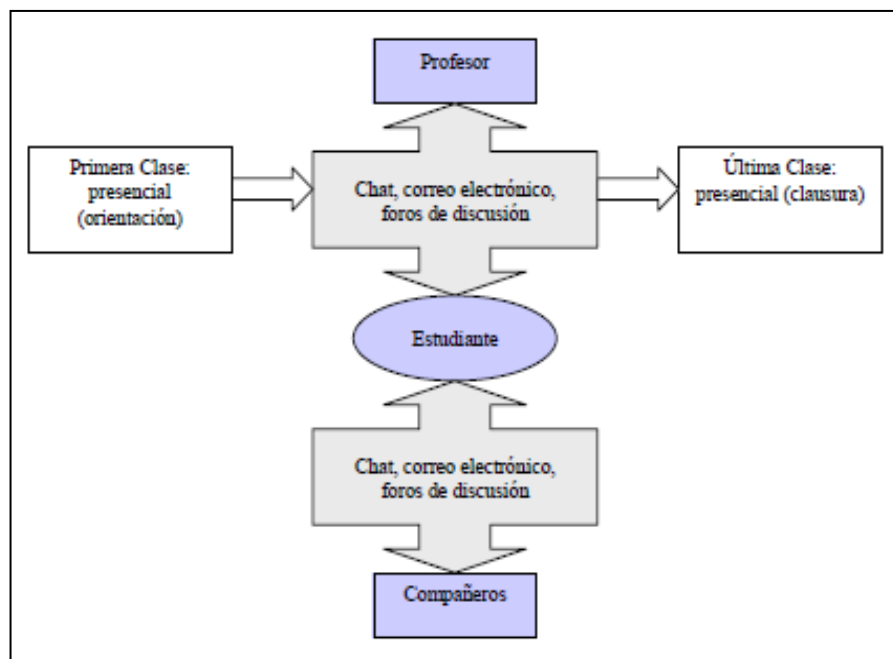 Profesor
Primera Clase:
presencial
(orientación)
Chat, correo electrónico,
foros de discusión
Última Clase:
presencial (clausura)
Estudiante
Chat, correo electrónico,
foros de discusión
Compañeros